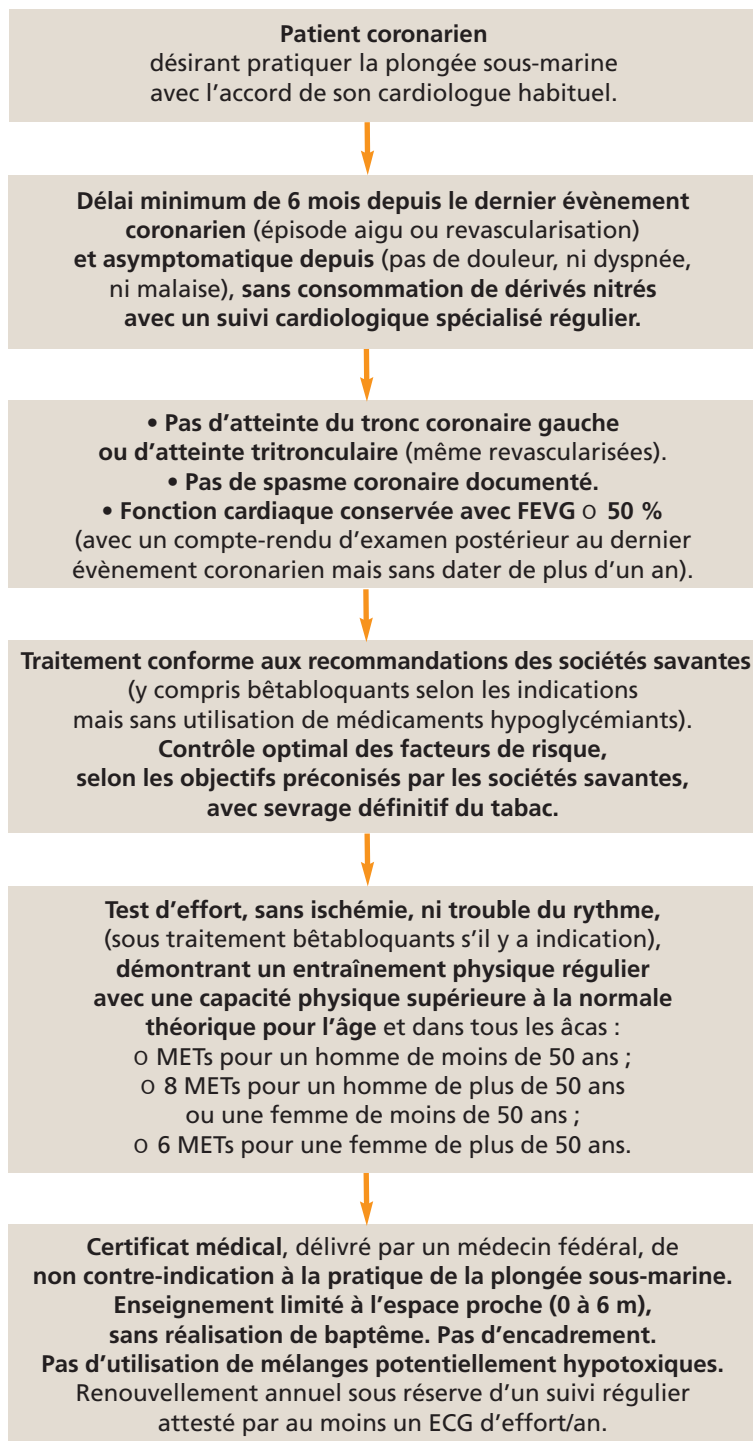 Patient coronarien
désirant pratiquer la plongée sous-marine
avec l'accord de son cardiologue habituel.
Délai minimum de 6 mois depuis le dernier évènement
coronarien (épisode aigu ou revascularisation)
et asymptomatique depuis (pas de douleur, ni dyspnée,
ni malaise), sans consommation de dérivés nitrés
avec un suivi cardiologique spécialisé régulier.
• Pas d'atteinte du tronc coronaire gauche
ou d'atteinte tritronculaire (même revascularisées).
• Pas de spasme coronaire documenté.
• Fonction cardiaque conservée avec FEVG o 50 %
(avec un compte-rendu d'examen postérieur au dernier
évènement coronarien mais sans dater de plus d'un an).
Traitement conforme aux recommandations des sociétés savantes
(y compris bêtabloquants selon les indications
mais sans utilisation de médicaments hypoglycémiants).
Contrôle optimal des facteurs de risque,
selon les objectifs préconisés par les sociétés savantes,
avec sevrage définitif du tabac.
Test d'effort, sans ischémie, ni trouble du rythme,
(sous traitement bêtabloquants s'il y a indication),
démontrant un entraînement physique régulier
avec une capacité physique supérieure à la normale
théorique pour l'âge et dans tous les âcas :
o METs pour un homme de moins de 50 ans ;
o 8 METs pour un homme de plus de 50 ans
ou une femme de moins de 50 ans ;
o 6 METs pour une femme de plus de 50 ans.
Certificat médical, délivré par un médecin fédéral, de
non contre-indication à la pratique de la plongée sous-marine.
Enseignement limité à l'espace proche (0 à 6 m),
sans réalisation de baptême. Pas d'encadrement.
Pas d'utilisation de mélanges potentiellement hypotoxiques.
Renouvellement annuel sous réserve d'un suivi régulier
attesté par au moins un ECG d'effort/an.